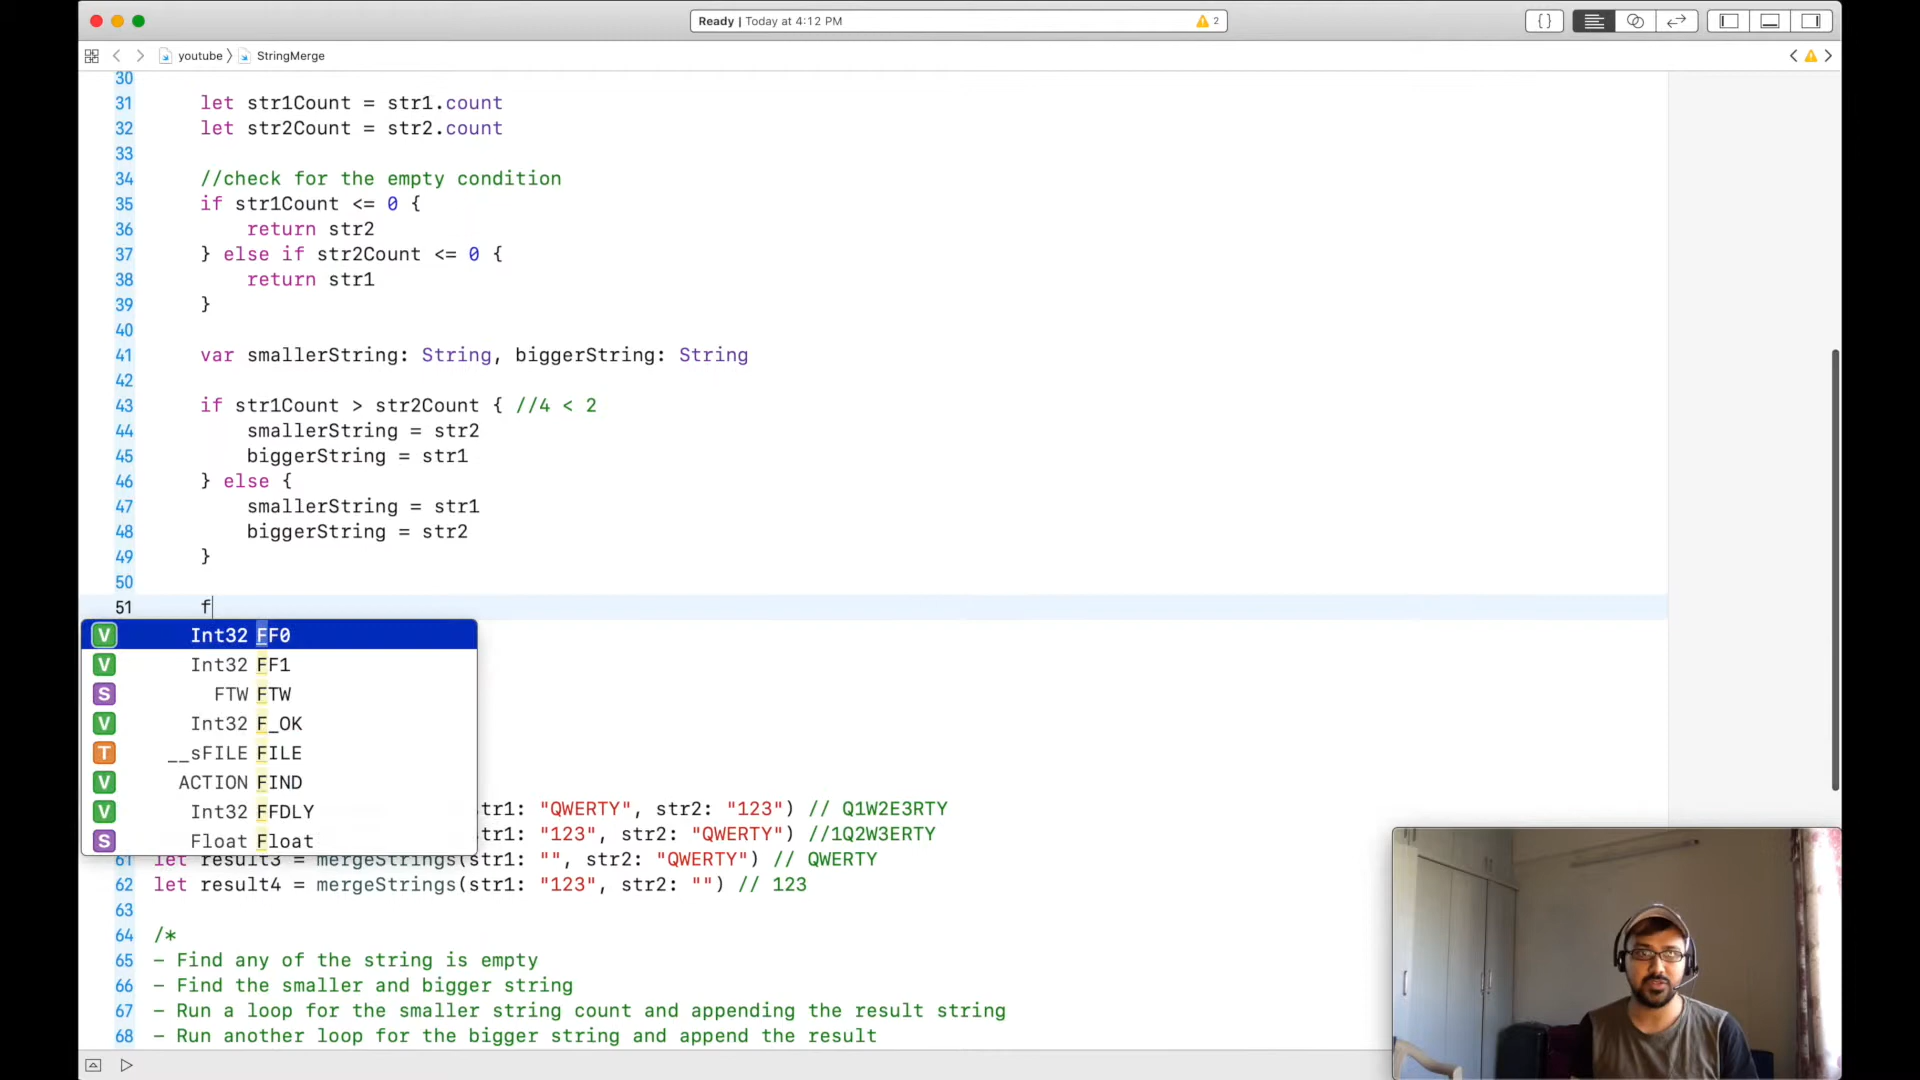 Ready | Today at 4:12 PM
2
{ }
youtube 〉 StringMerge
30
31 let str1Count = str1.count
32 let str2Count = str2.count
33
34 //check for the empty condition
35 if str1Count <= 0 {
36 return str2
37 } else if str2Count <= 0 {
38 return str1
39 }
40
41 var smallerString: String, biggerString: String
42
43 if str1Count > str2Count { //4 < 2
44 smallerString = str2
45 biggerString = str1
46 } else {
47 smallerString = str1
48 biggerString = str2
49 }
50
51 f
V Int32 FF0
V Int32 FF1
S FTW FTW
V Int32 F_OK
T __sFILE FILE
V ACTION FIND
V Int32 FFDLY
S Float Float
tr1: "QWERTY", str2: "123") // Q1W2E3RTY
tr1: "123", str2: "QWERTY") //1Q2W3ERTY
61 let result3 = mergeStrings(str1: "", str2: "QWERTY") // QWERTY
62 let result4 = mergeStrings(str1: "123", str2: "") // 123
63
64 /*
65 - Find any of the string is empty
66 - Find the smaller and bigger string
67 - Run a loop for the smaller string count and appending the result string
68 - Run another loop for the bigger string and append the result